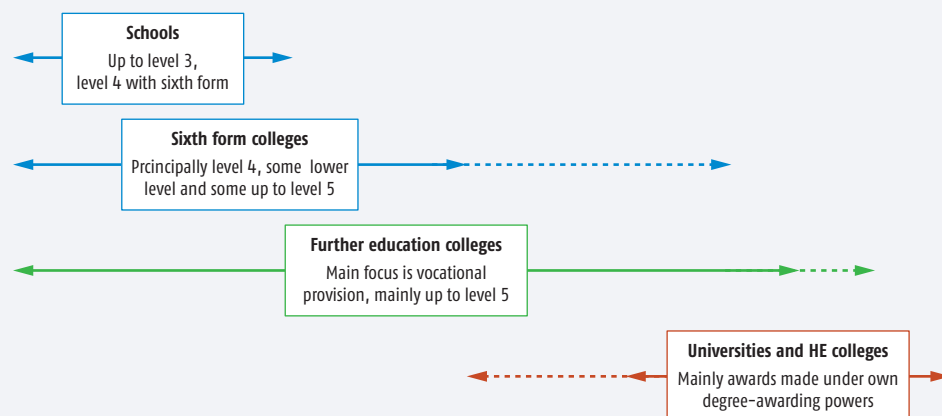 Schools
Up to level 3,
level 4 with sixth form
Sixth form colleges
Prcincipally level 4, some lower
level and some up to level 5
Further education colleges
Main focus is vocational
provision, mainly up to level 5
Universities and HE colleges
Mainly awards made under own
degree-awarding powers